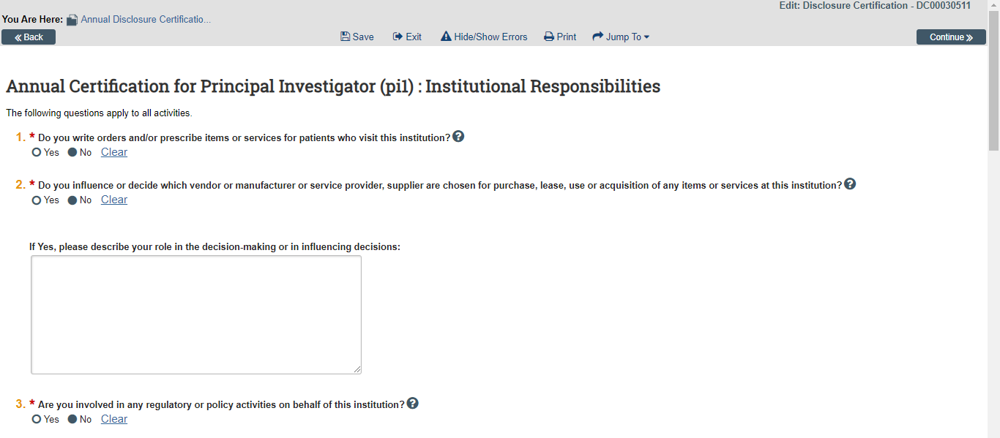 Edit: Disclosure Certification - DC00030511
You Are Here: Annual Disclosure Certificatio...
Back Save Exit Hide/Show Errors Print Jump To Continue
Annual Certification for Principal Investigator (pi1) : Institutional Responsibilities
The following questions apply to all activities.
1. * Do you write orders and/or prescribe items or services for patients who visit this institution? ?
Yes No Clear
2. * Do you influence or decide which vendor or manufacturer or service provider, supplier are chosen for purchase, lease, use or acquisition of any items or services at this institution? ?
Yes No Clear
If Yes, please describe your role in the decision-making or in influencing decisions:
3. * Are you involved in any regulatory or policy activities on behalf of this institution? ?
Yes No Clear